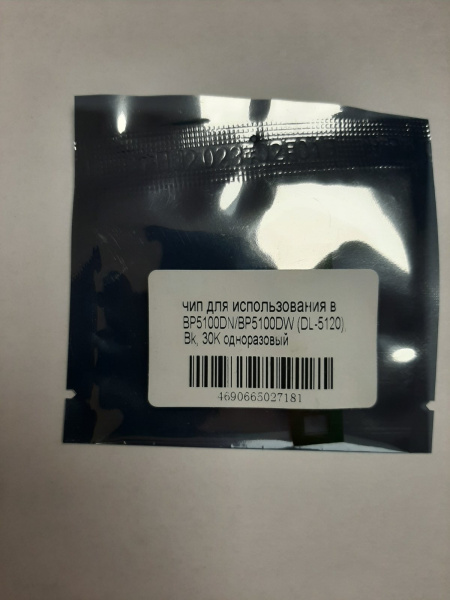 чип для использования в
BP5100DN/BP5100DW (DL-5120),
Bk, 30K одноразовый
4690665027181